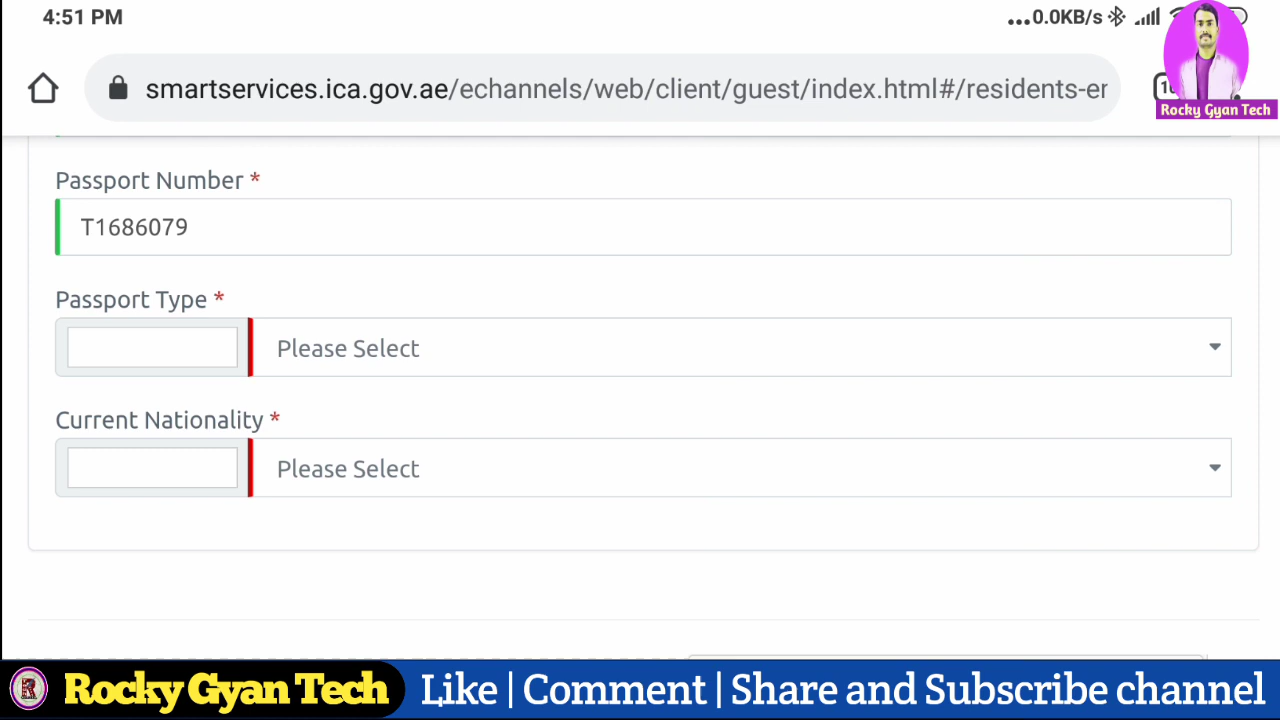 4:51 PM
...0.0KB/s
smartservices.ica.gov.ae/echannels/web/client/guest/index.html#/residents-er
Rocky Gyan Tech
Passport Number *
T1686079
Passport Type *
Please Select
Current Nationality *
Please Select
R Rocky Gyan Tech Like | Comment | Share and Subscribe channel